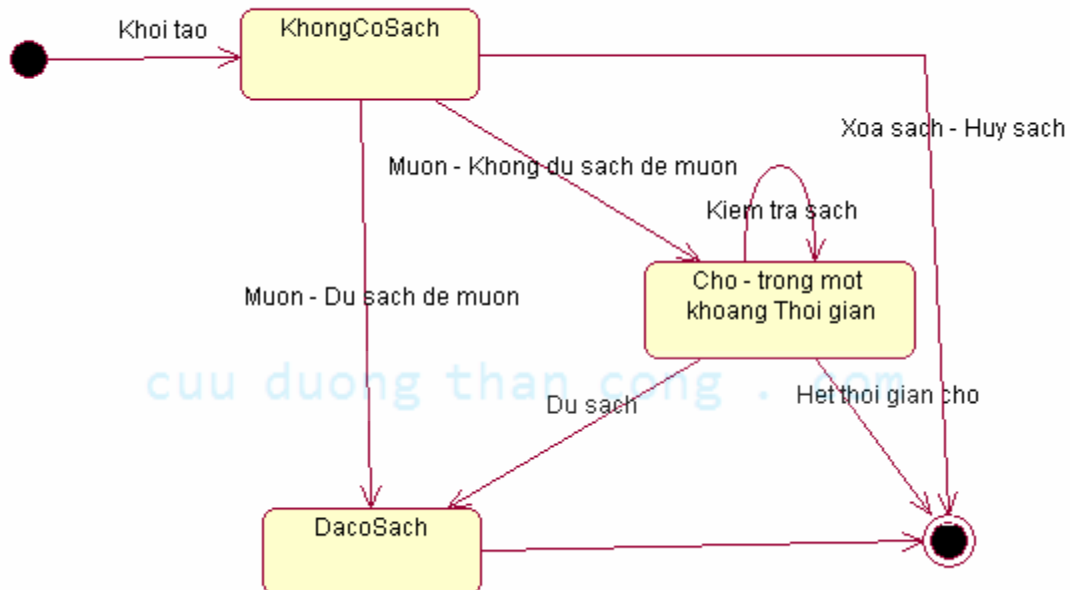 Khoi tao
KhongCoSach
Xoa sach - Huy sach
Muon - Khong du sach de muon
Kiem tra sach
Cho - trong mot
khoang Thoi gian
Muon - Du sach de muon
cuu duong than cong . com
Du sach
Het thoi gian cho
DacoSach